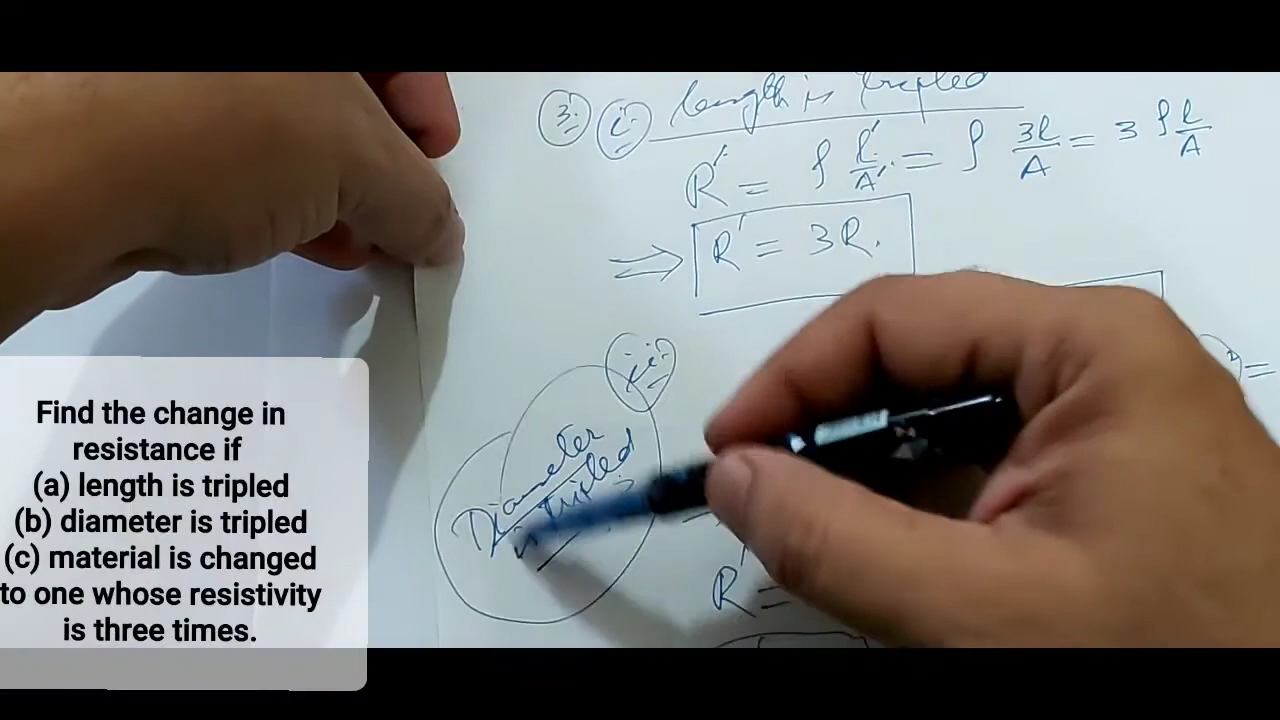 3. i. length is tripled
R' = ρ l'/A' = ρ 3l/A = 3 ρ l/A
⇒ R' = 3R.
ii.
Diameter
is Tripled
2 =
R' =
Find the change in
resistance if
(a) length is tripled
(b) diameter is tripled
(c) material is changed
to one whose resistivity
is three times.